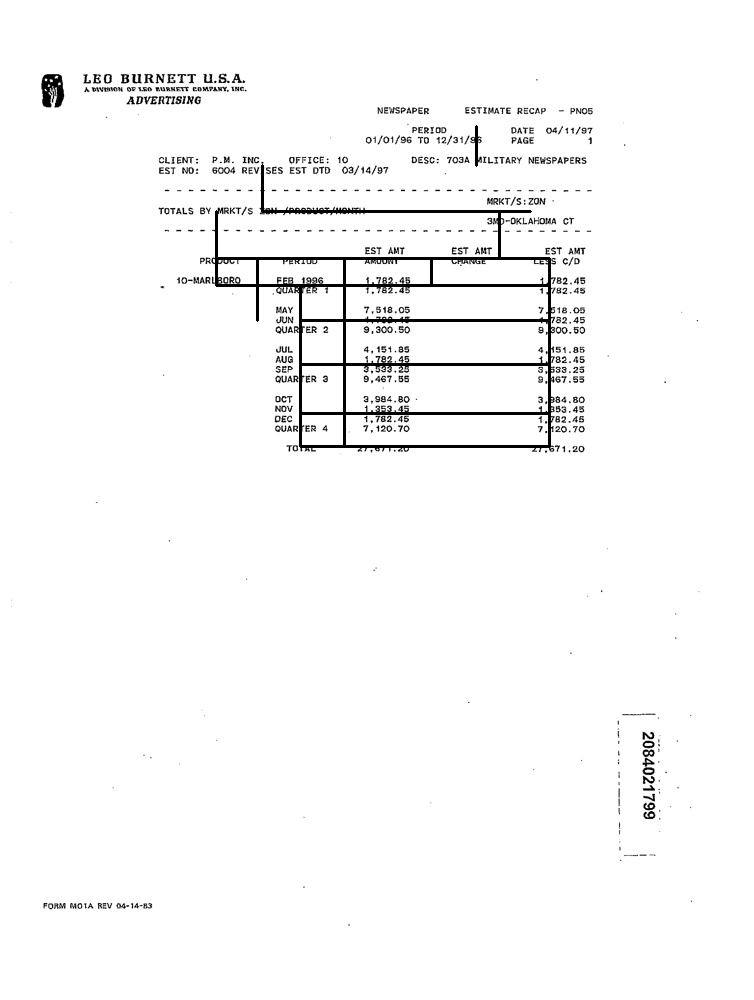 LEO BURNETT U.S.A.
A DIVISION OF LEO BURNETT COMPANY, INC.
ADVERTISING
NEWSPAPER ESTIMATE RECAP - PN05
PERIOD DATE 04/11/97
01/01/96 TO 12/31/96 PAGE 1
CLIENT: P.M. INC. OFFICE: 10 DESC: 703A MILITARY NEWSPAPERS
EST NO: 6004 REVISES EST DTD 03/14/97
MRKT/S:ZON
TOTALS BY MRKT/S ZON /PRODUCT/MONTH
3MO-OKLAHOMA CT
EST AMT EST AMT EST AMT
PRODUCT PERIOD AMOUNT CHANGE LESS C/D
10-MARLBORO FEB 1996 1,782.45 1,782.45
QUARTER 1 1,782.45 1,782.45
MAY 7,518.05 7,518.05
JUN 1,782.45 1,782.45
QUARTER 2 9,300.50 9,300.50
JUL 4,151.85 4,151.85
AUG 1,782.45 1,782.45
SEP 3,533.25 3,533.25
QUARTER 3 9,467.55 9,467.55
OCT 3,984.80 3,984.80
NOV 1,353.45 1,353.45
DEC 1,782.45 1,782.45
QUARTER 4 7,120.70 7,120.70
TOTAL 27,671.20 27,671.20
2084021799
FORM M01A REV 04-14-83